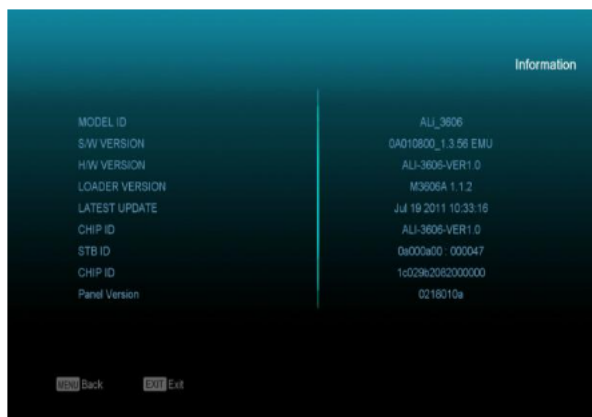 Information
MODEL ID ALi_3606
S/W VERSION 0A010800_1.3.56 EMU
H/W VERSION ALI-3606-VER1.0
LOADER VERSION M3606A 1.1.2
LATEST UPDATE Jul 19 2011 10:33:16
CHIP ID ALI-3606-VER1.0
STB ID 0a000a00 : 000047
CHIP ID 1c029b2082000000
Panel Version 0218010a
MENU Back EXIT Exit